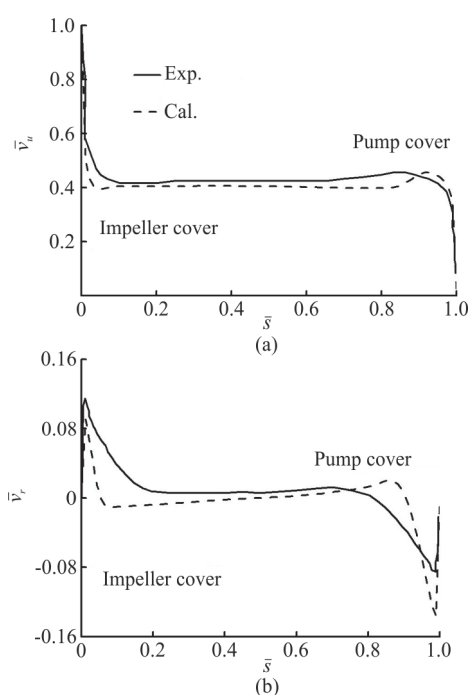 1.0
0.8
0.6
0.4
0.2
v̄ᵤ
Exp.
Cal.
Pump cover
Impeller cover
0 0.2 0.4 0.6 0.8 1.0
s̄
(a)
0.16
0.08
0
-0.08
-0.16
v̄ᵣ
Pump cover
Impeller cover
0 0.2 0.4 0.6 0.8 1.0
s̄
(b)